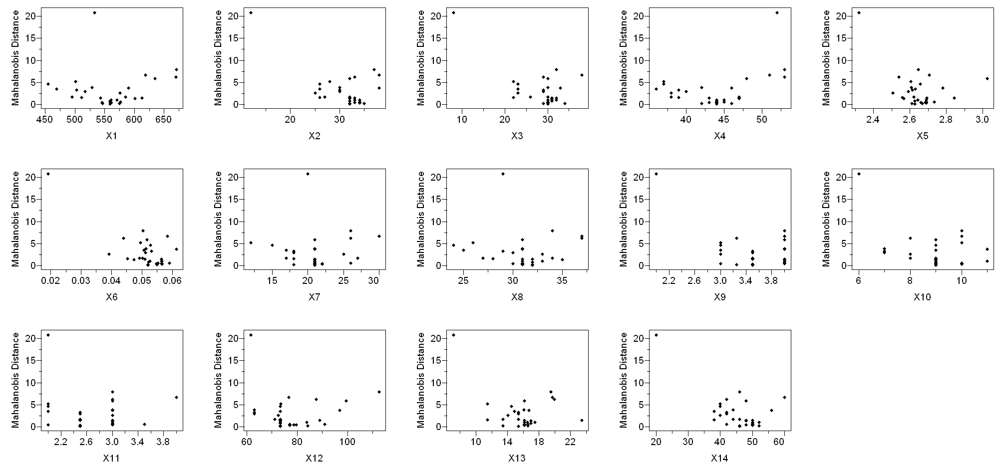 Mahalanobis Distance Mahalanobis Distance Mahalanobis Distance Mahalanobis Distance Mahalanobis Distance
20 20 20 20 20
15 15 15 15 15
10 10 10 10 10
5 5 5 5 5
0 0 0 0 0
450 500 550 600 650 20 30 10 20 30 40 45 50 2.4 2.6 2.8 3.0
X1 X2 X3 X4 X5
Mahalanobis Distance Mahalanobis Distance Mahalanobis Distance Mahalanobis Distance Mahalanobis Distance
20 20 20 20 20
15 15 15 15 15
10 10 10 10 10
5 5 5 5 5
0 0 0 0 0
0.02 0.03 0.04 0.05 0.06 15 20 25 30 25 30 35 2.2 2.6 3.0 3.4 3.8 6 8 10
X6 X7 X8 X9 X10
Mahalanobis Distance Mahalanobis Distance Mahalanobis Distance Mahalanobis Distance
20 20 20 20
15 15 15 15
10 10 10 10
5 5 5 5
0 0 0 0
2.2 2.6 3.0 3.4 3.8 60 80 100 10 14 18 22 20 30 40 50 60
X11 X12 X13 X14